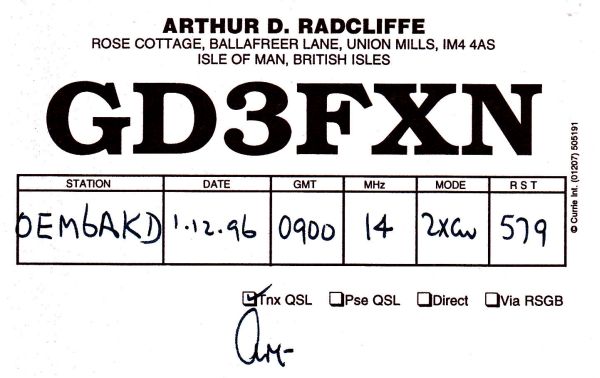 ARTHUR D. RADCLIFFE
ROSE COTTAGE, BALLAFREER LANE, UNION MILLS, IM4 4AS
ISLE OF MAN, BRITISH ISLES
GD3FXN
STATION DATE GMT MHz MODE RST
OEM6AKD 1.12.96 0900 14 2XCW 579
Tnx QSL Pse QSL Direct Via RSGB
© Currie Int. (01207) 505191